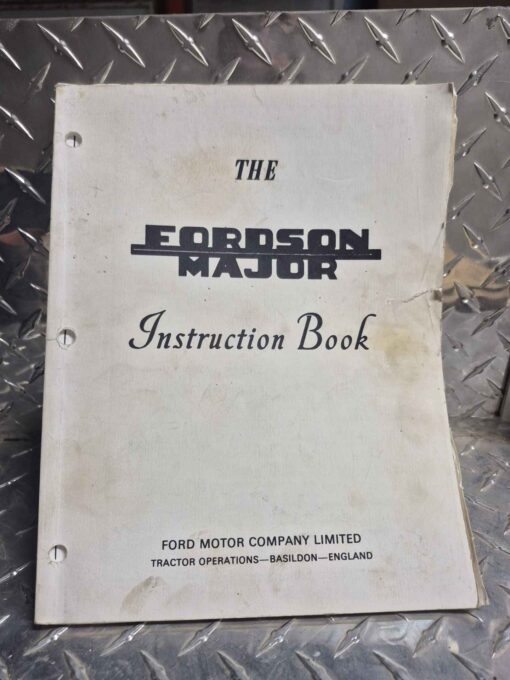 THE
FORDSON
MAJOR
Instruction Book
FORD MOTOR COMPANY LIMITED
TRACTOR OPERATIONS—BASILDON—ENGLAND